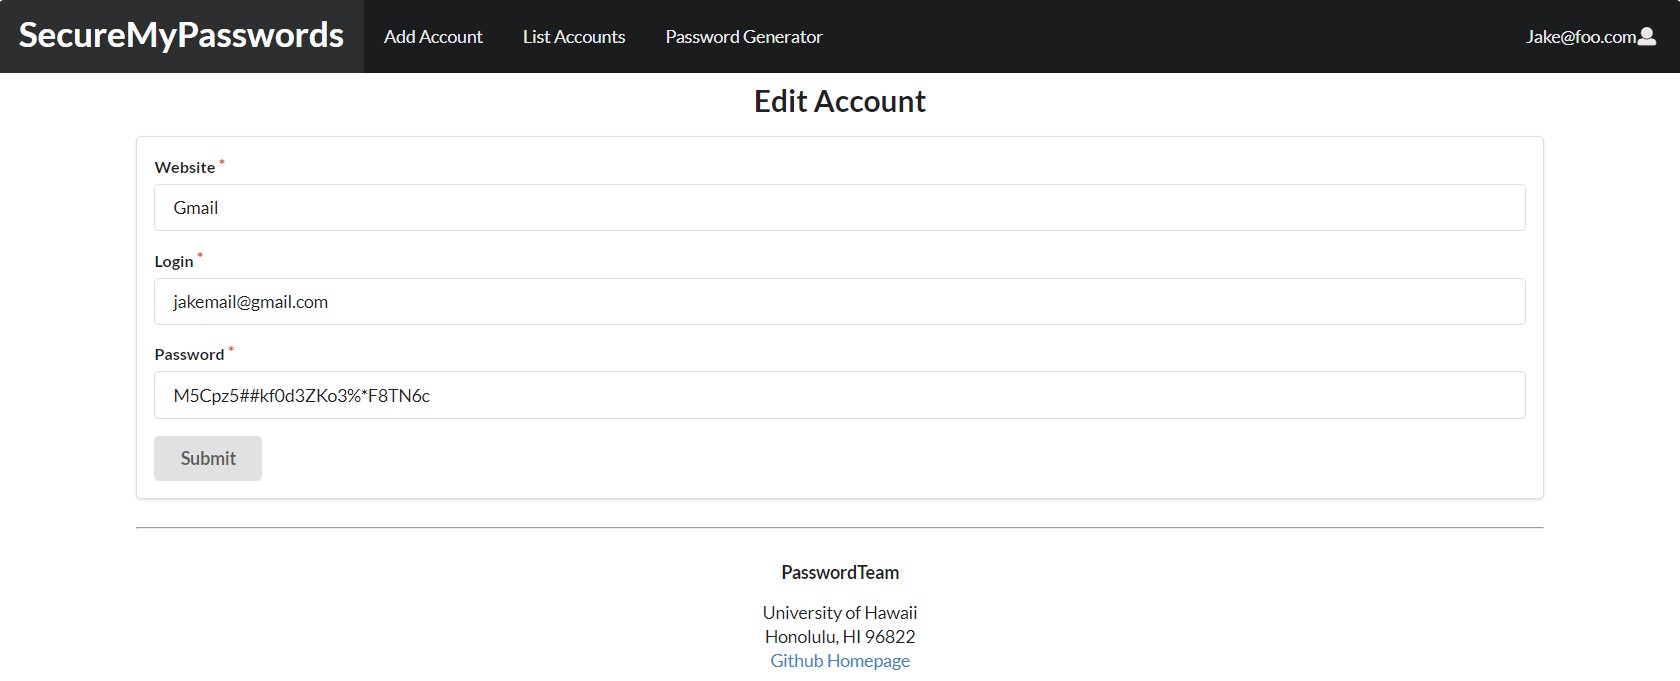 SecureMyPasswords Add Account List Accounts Password Generator Jake@foo.com
Edit Account
Website *
Gmail
Login *
jakemail@gmail.com
Password *
M5Cpz5##kf0d3ZKo3%*F8TN6c
Submit
PasswordTeam
University of Hawaii
Honolulu, HI 96822
Github Homepage